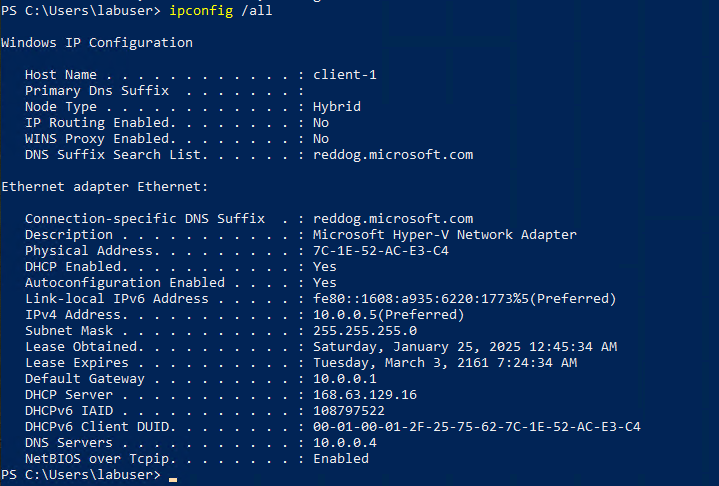 PS C:\Users\labuser> ipconfig /all
Windows IP Configuration
Host Name . . . . . . . . . . . . : client-1
Primary Dns Suffix  . . . . . . . :
Node Type . . . . . . . . . . . . : Hybrid
IP Routing Enabled. . . . . . . . : No
WINS Proxy Enabled. . . . . . . . : No
DNS Suffix Search List. . . . . . : reddog.microsoft.com
Ethernet adapter Ethernet:
Connection-specific DNS Suffix  . : reddog.microsoft.com
Description . . . . . . . . . . . : Microsoft Hyper-V Network Adapter
Physical Address. . . . . . . . . : 7C-1E-52-AC-E3-C4
DHCP Enabled. . . . . . . . . . . : Yes
Autoconfiguration Enabled . . . . : Yes
Link-local IPv6 Address . . . . . : fe80::1608:a935:6220:1773%5(Preferred)
IPv4 Address. . . . . . . . . . . : 10.0.0.5(Preferred)
Subnet Mask . . . . . . . . . . . : 255.255.255.0
Lease Obtained. . . . . . . . . . : Saturday, January 25, 2025 12:45:34 AM
Lease Expires . . . . . . . . . . : Tuesday, March 3, 2161 7:24:34 AM
Default Gateway . . . . . . . . . : 10.0.0.1
DHCP Server . . . . . . . . . . . : 168.63.129.16
DHCPv6 IAID . . . . . . . . . . . : 108797522
DHCPv6 Client DUID. . . . . . . . : 00-01-00-01-2F-25-75-62-7C-1E-52-AC-E3-C4
DNS Servers . . . . . . . . . . . : 10.0.0.4
NetBIOS over Tcpip. . . . . . . . : Enabled
PS C:\Users\labuser>